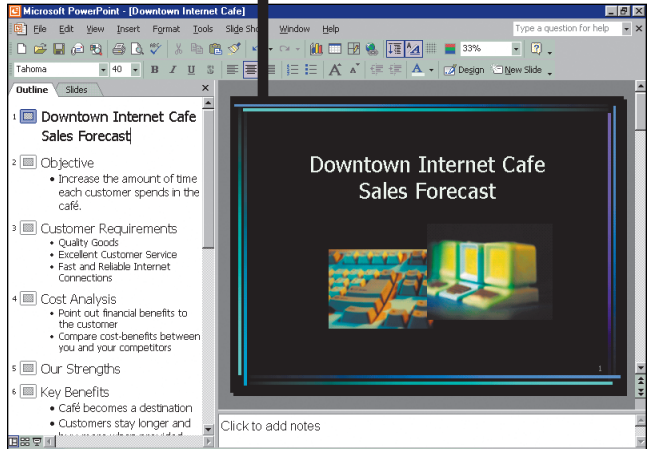 Microsoft PowerPoint - [Downtown Internet Cafe]
File Edit View Insert Format Tools Slide Sho Window Help Type a question for help
33%
Tahoma 40 B I U S A A A Design New Slide
Outline Slides
1 Downtown Internet Cafe
Sales Forecast
2 Objective
• Increase the amount of time
each customer spends in the
café.
3 Customer Requirements
• Quality Goods
• Excellent Customer Service
• Fast and Reliable Internet
Connections
4 Cost Analysis
• Point out financial benefits to
the customer
• Compare cost-benefits between
you and your competitors
5 Our Strengths
6 Key Benefits
• Café becomes a destination
• Customers stay longer and
Downtown Internet Cafe
Sales Forecast
1
Click to add notes